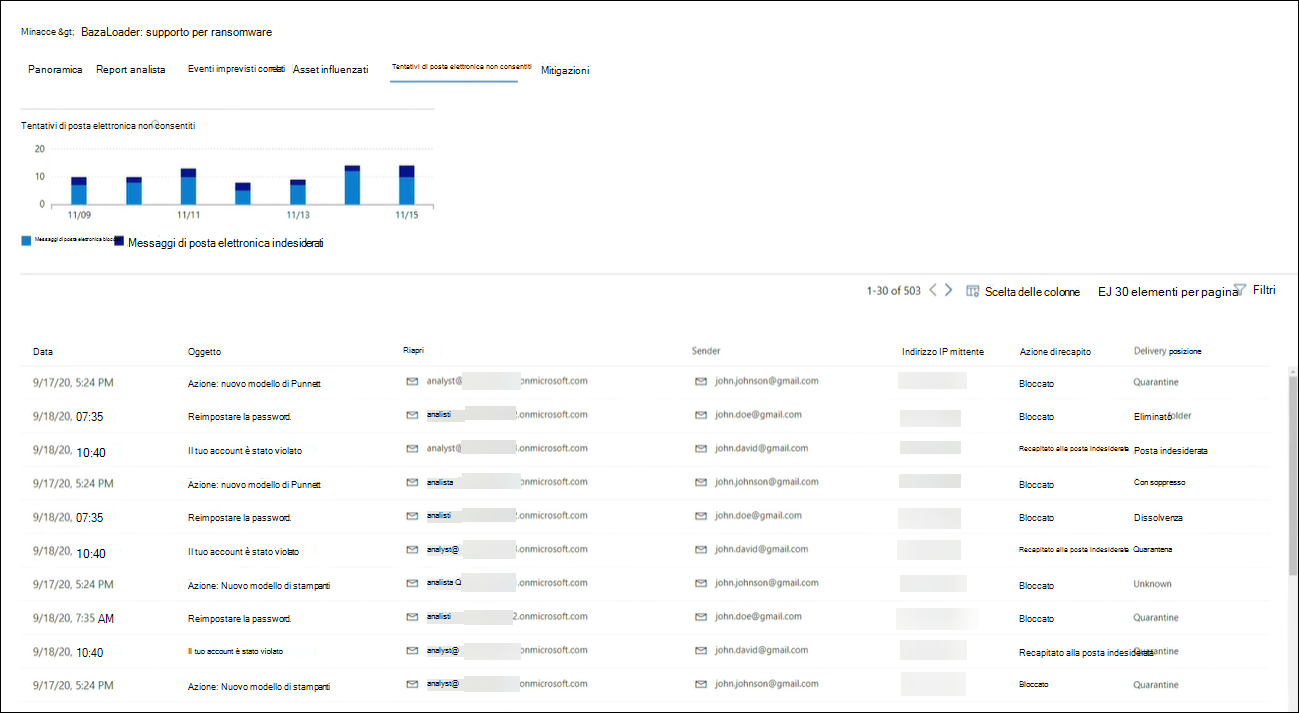 Minacce &gt; BazaLoader: supporto per ransomware
Panoramica Report analista Eventi imprevisti correlati Asset influenzati Tentativi di posta elettronica non consentiti Mitigazioni
Tentativi di posta elettronica non consentiti
20
10
0
11/09 11/11 11/13 11/15
Messaggi di posta elettronica Messaggi di posta elettronica indesiderati
1-30 of 503 Scelta delle colonne EJ 30 elementi per pagina Filtri
Data Oggetto Riapri Sender Indirizzo IP mittente Azione di recapito Delivery posizione
9/17/20, 5:24 PM Azione: nuovo modello di Punnett analyst@ onmicrosoft.com john.johnson@gmail.com Bloccato Quarantine
9/18/20, 07:35 Reimpostare la password. analisti .onmicrosoft.com john.doe@gmail.com Bloccato Eliminato folder
9/18/20, 10:40 Il tuo account è stato violato analyst@ .onmicrosoft.com john.david@gmail.com Recapitato alla posta indesiderata Posta indesiderata
9/17/20, 5:24 PM Azione: nuovo modello di Punnett analista onmicrosoft.com john.johnson@gmail.com Bloccato Con soppresso
9/18/20, 07:35 Reimpostare la password. analisti .onmicrosoft.com john.doe@gmail.com Bloccato Dissolvenza
9/18/20, 10:40 Il tuo account è stato violato analyst@ .onmicrosoft.com john.david@gmail.com Recapitato alla posta indesiderata Quarantena
9/17/20, 5:24 PM Azione: Nuovo modello di stampanti analista Q .onmicrosoft.com john.johnson@gmail.com Bloccato Unknown
9/18/20, 7:35 AM Reimpostare la password. analisti 2.onmicrosoft.com john.doe@gmail.com Bloccato Quarantine
9/18/20, 10:40 Il tuo account è stato violato analyst@ onmicrosoft.com john.david@gmail.com Recapitato alla posta indesiderata Quarantine
9/17/20, 5:24 PM Azione: Nuovo modello di stampanti analyst@ onmicrosoft.com john.johnson@gmail.com Bloccato Quarantine